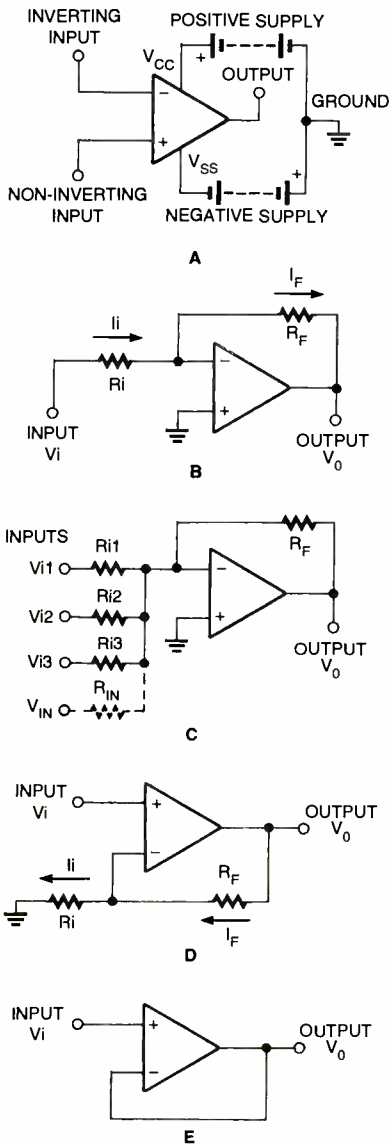 INVERTING
INPUT
POSITIVE SUPPLY
VCC
+
OUTPUT
GROUND
−
+
VSS
+
NON-INVERTING
INPUT
NEGATIVE SUPPLY
A
Ii
IF
Ri
RF
−
+
INPUT
Vi
OUTPUT
V0
B
INPUTS
Ri1
Vi1
RF
−
Ri2
Vi2
+
Ri3
Vi3
OUTPUT
V0
RIN
VIN
C
INPUT
Vi
+
OUTPUT
V0
−
Ii
RF
Ri
IF
D
INPUT
Vi
+
OUTPUT
V0
−
E